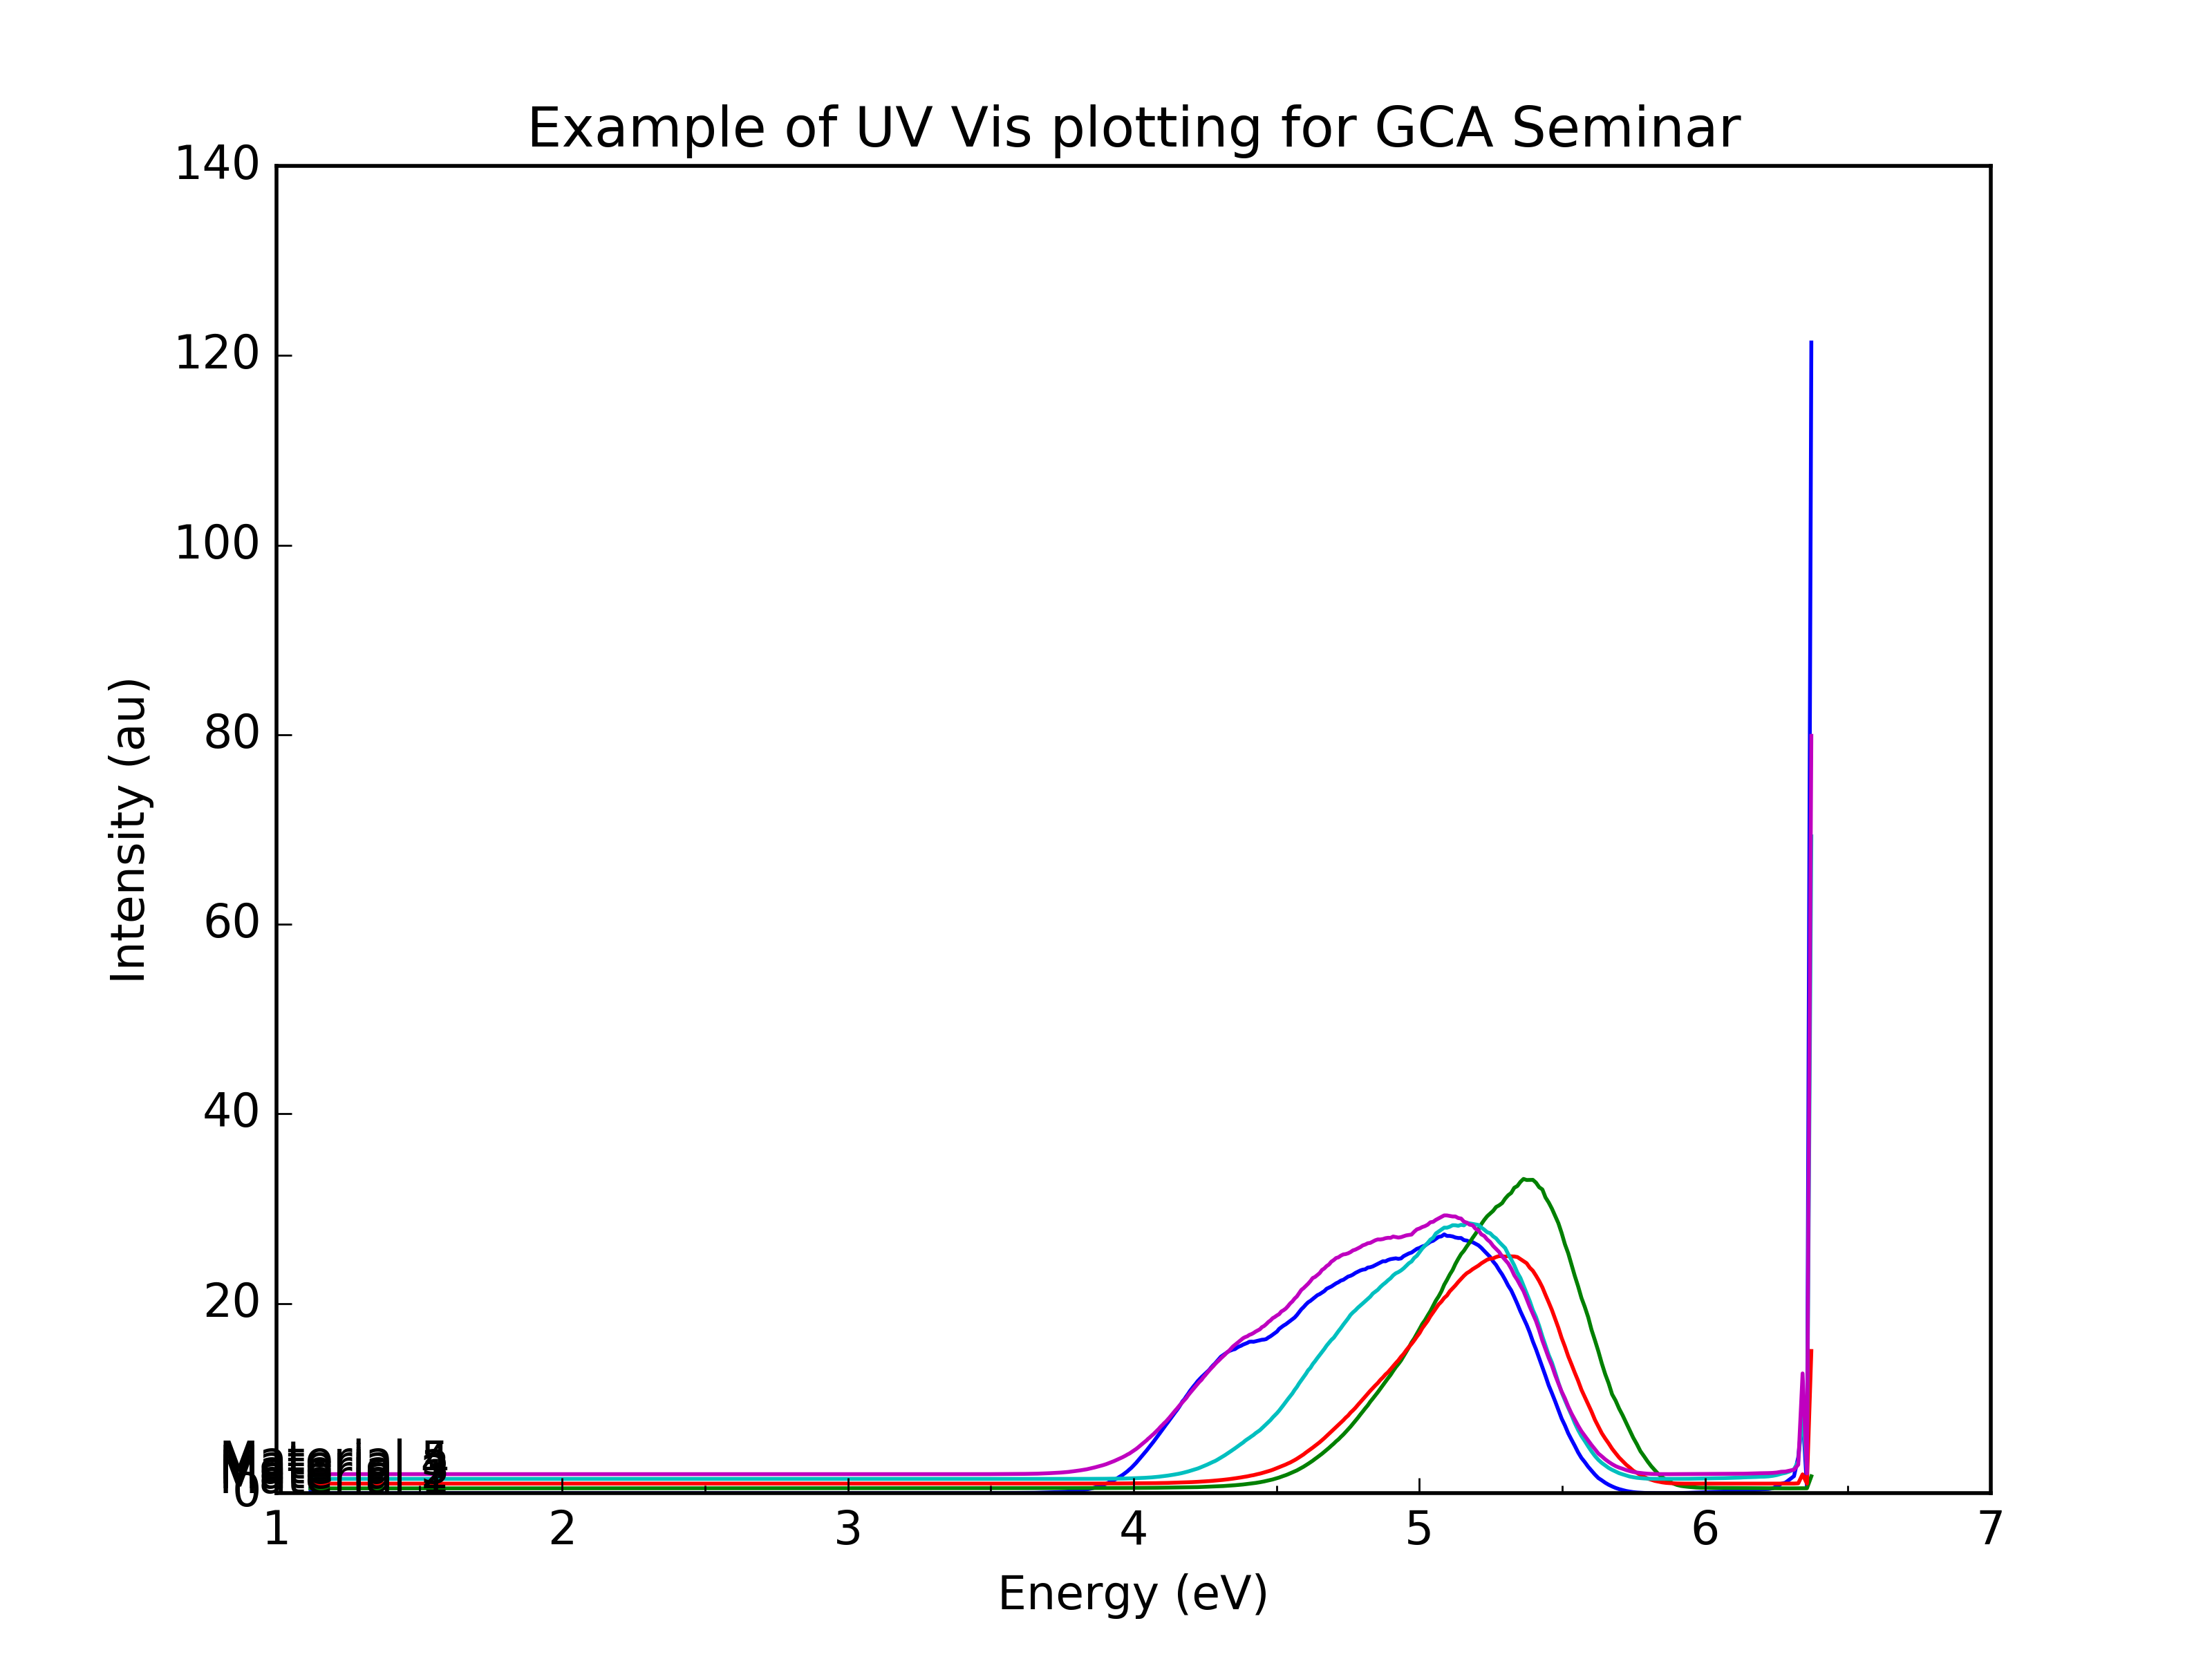 Example of UV Vis plotting for GCA Seminar
140
120
100
80
60
40
20
0
Intensity (au)
Material 5
1 2 3 4 5 6 7
Energy (eV)